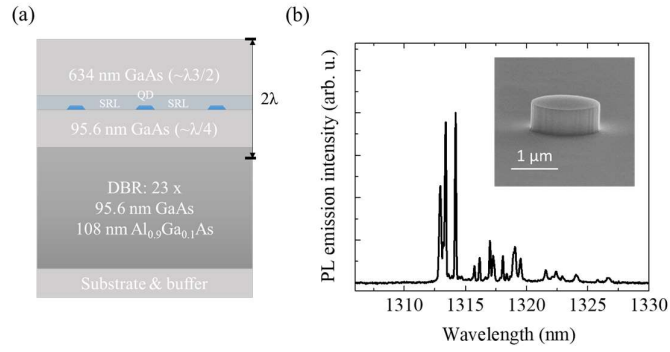 (a)
634 nm GaAs (~λ3/2)
QD
SRL
SRL
95.6 nm GaAs (~λ/4)
2λ
DBR: 23 x
95.6 nm GaAs
108 nm Al0.9Ga0.1As
Substrate & buffer
(b)
PL emission intensity (arb. u.)
1 μm
1310
1315
1320
1325
1330
Wavelength (nm)